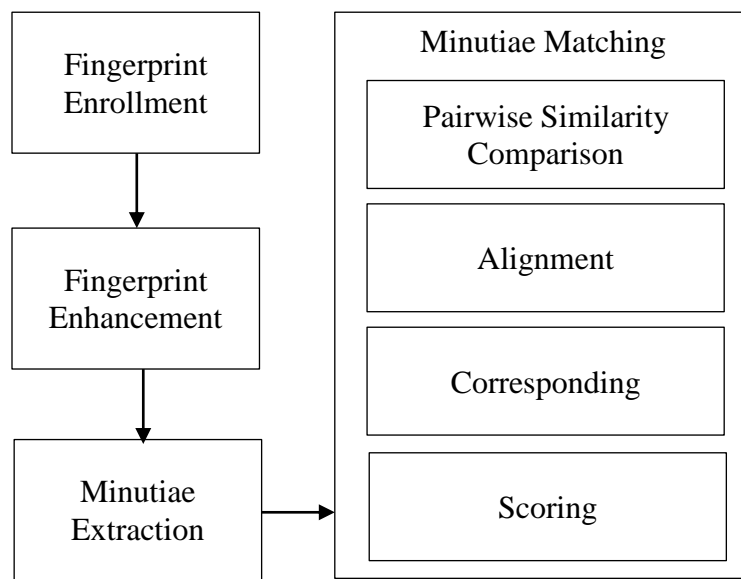 Fingerprint
Enrollment
Fingerprint
Enhancement
Minutiae
Extraction
Minutiae Matching
Pairwise Similarity
Comparison
Alignment
Corresponding
Scoring